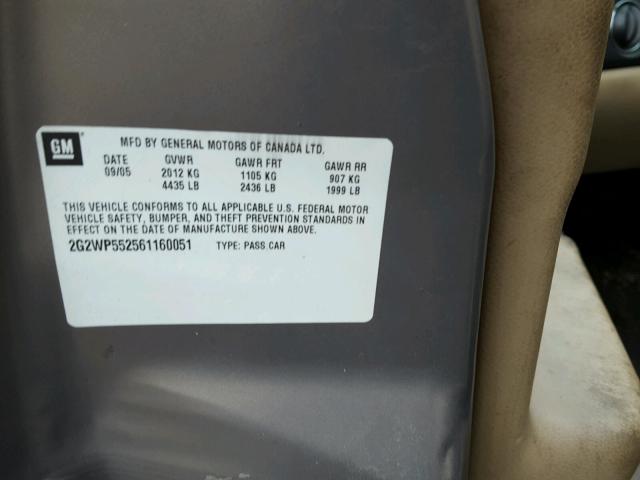 GM
MFD BY GENERAL MOTORS OF CANADA LTD.
DATE GVWR GAWR FRT GAWR RR
09/05 2012 KG 1105 KG 907 KG
4435 LB 2436 LB 1999 LB
THIS VEHICLE CONFORMS TO ALL APPLICABLE U.S. FEDERAL MOTOR
VEHICLE SAFETY, BUMPER, AND THEFT PREVENTION STANDARDS IN
EFFECT ON THE DATE OF MANUFACTURE SHOWN ABOVE.
2G2WP552561160051 TYPE: PASS CAR